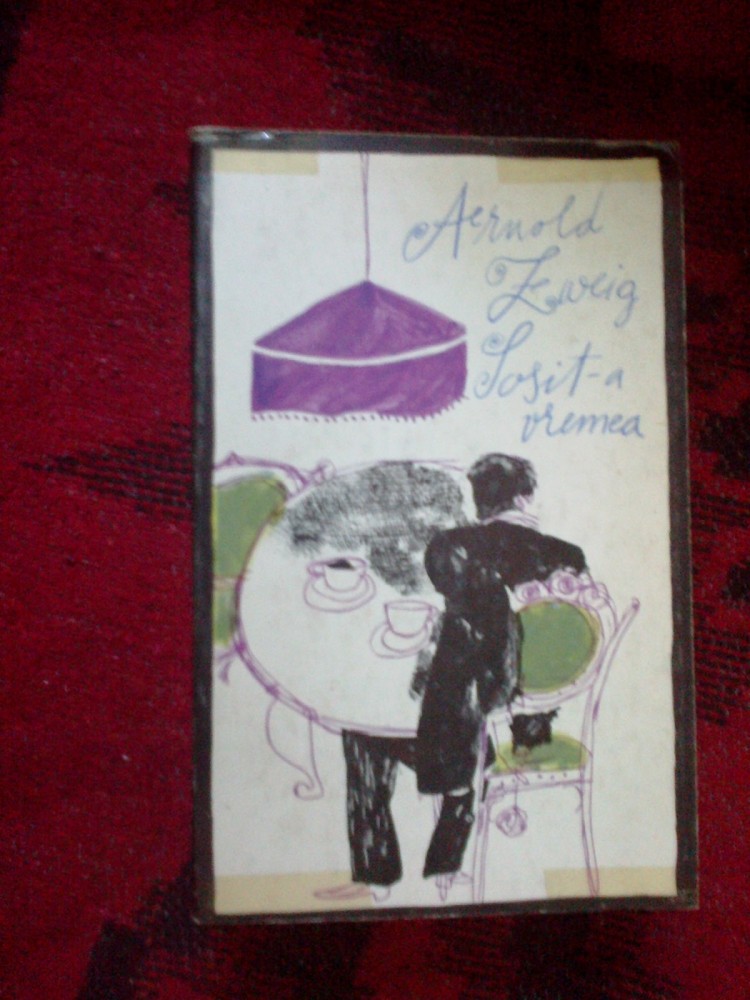 Arnold
Zweig
Sosit-a
vremea